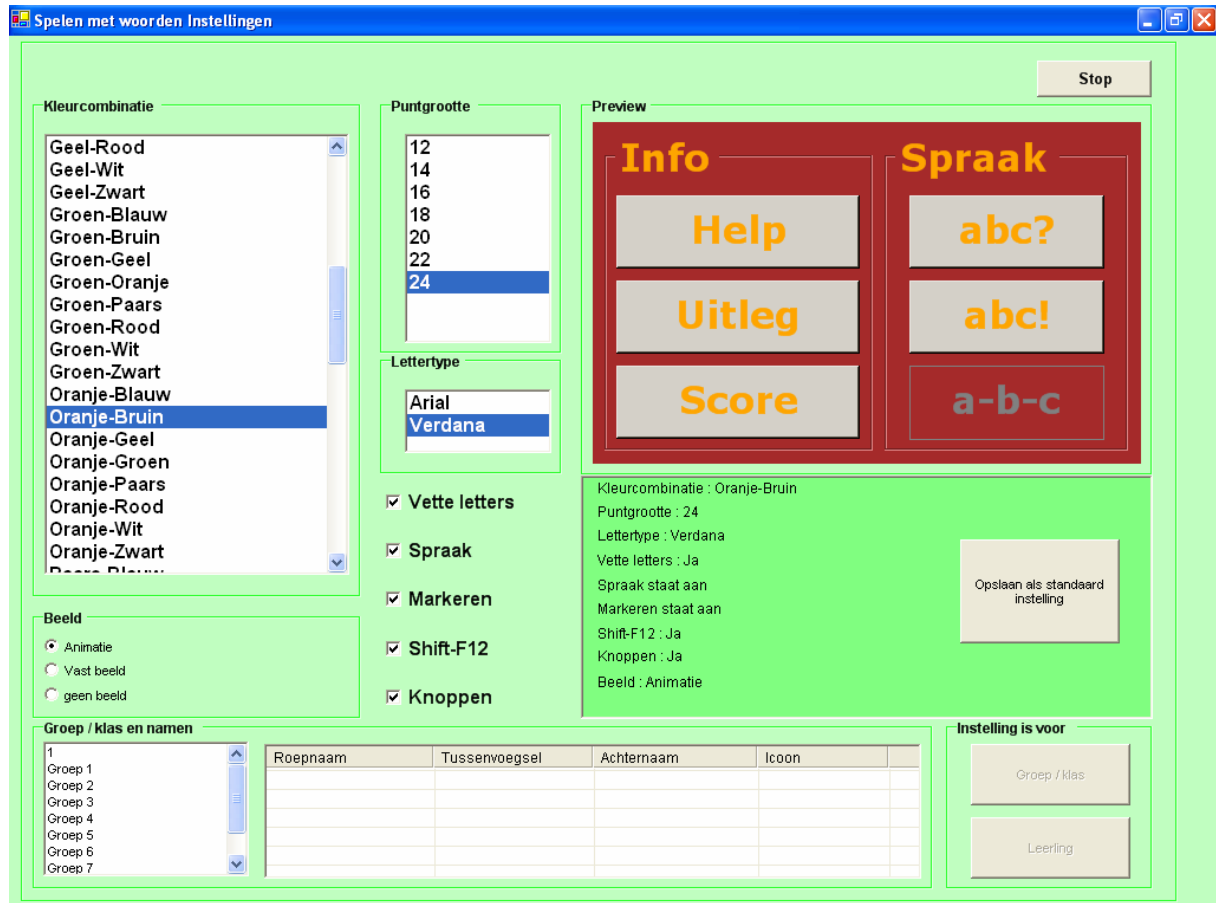 Spelen met woorden Instellingen
Stop
Kleurcombinatie
Geel-Rood
Geel-Wit
Geel-Zwart
Groen-Blauw
Groen-Bruin
Groen-Geel
Groen-Oranje
Groen-Paars
Groen-Rood
Groen-Wit
Groen-Zwart
Oranje-Blauw
Oranje-Bruin
Oranje-Geel
Oranje-Groen
Oranje-Paars
Oranje-Rood
Oranje-Wit
Oranje-Zwart
Paars-Blauw
Puntgrootte
12
14
16
18
20
22
24
Lettertype
Arial
Verdana
Vette letters
Spraak
Markeren
Shift-F12
Knoppen
Preview
Info
Help
Uitleg
Score
Spraak
abc?
abc!
a-b-c
Kleurcombinatie : Oranje-Bruin
Puntgrootte : 24
Lettertype : Verdana
Vette letters : Ja
Spraak staat aan
Markeren staat aan
Shift-F12 : Ja
Knoppen : Ja
Beeld : Animatie
Opslaan als standaard
instelling
Beeld
Animatie
Vast beeld
geen beeld
Groep / klas en namen
1
Groep 1
Groep 2
Groep 3
Groep 4
Groep 5
Groep 6
Groep 7
Roepnaam Tussenvoegsel Achternaam Icoon
Instelling is voor
Groep / klas
Leerling